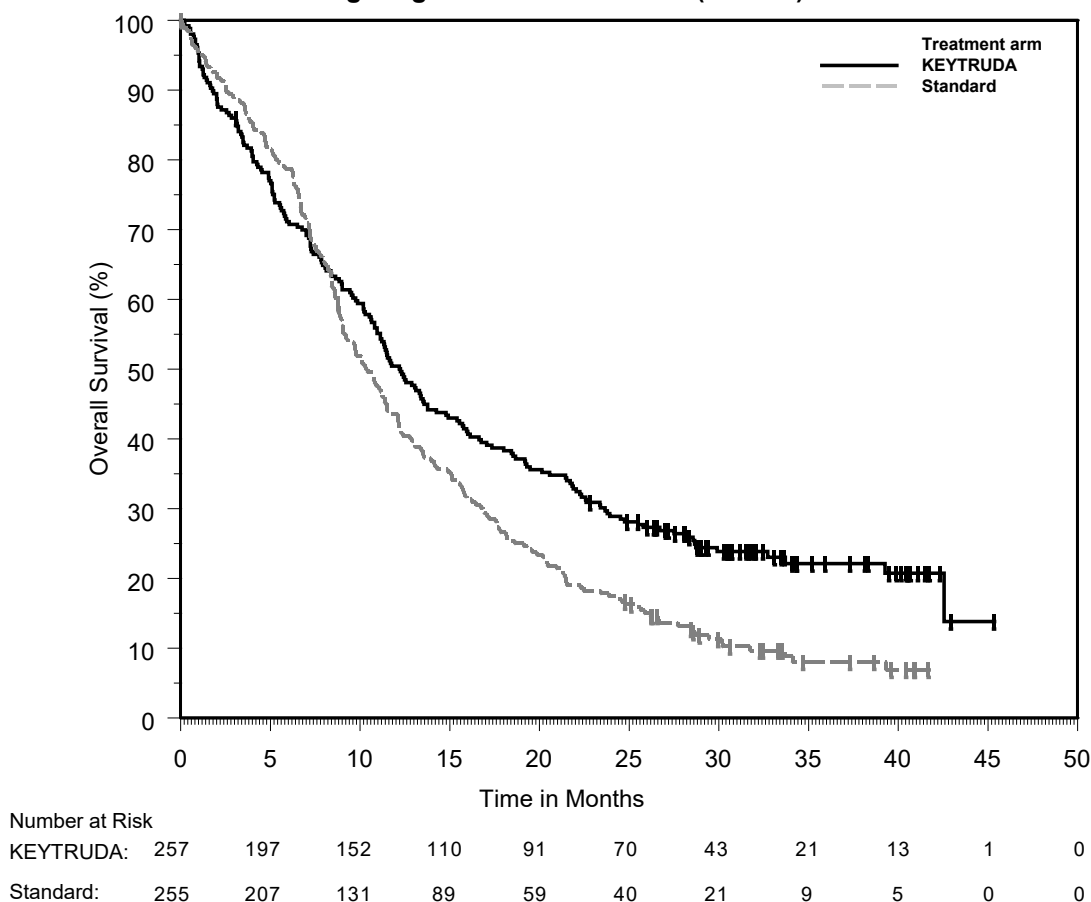 Treatment arm
KEYTRUDA
Standard
100
90
80
70
60
50
40
30
20
10
0
Overall Survival (%)
0 5 10 15 20 25 30 35 40 45 50
Time in Months
Number at Risk
KEYTRUDA: 257 197 152 110 91 70 43 21 13 1 0
Standard: 255 207 131 89 59 40 21 9 5 0 0